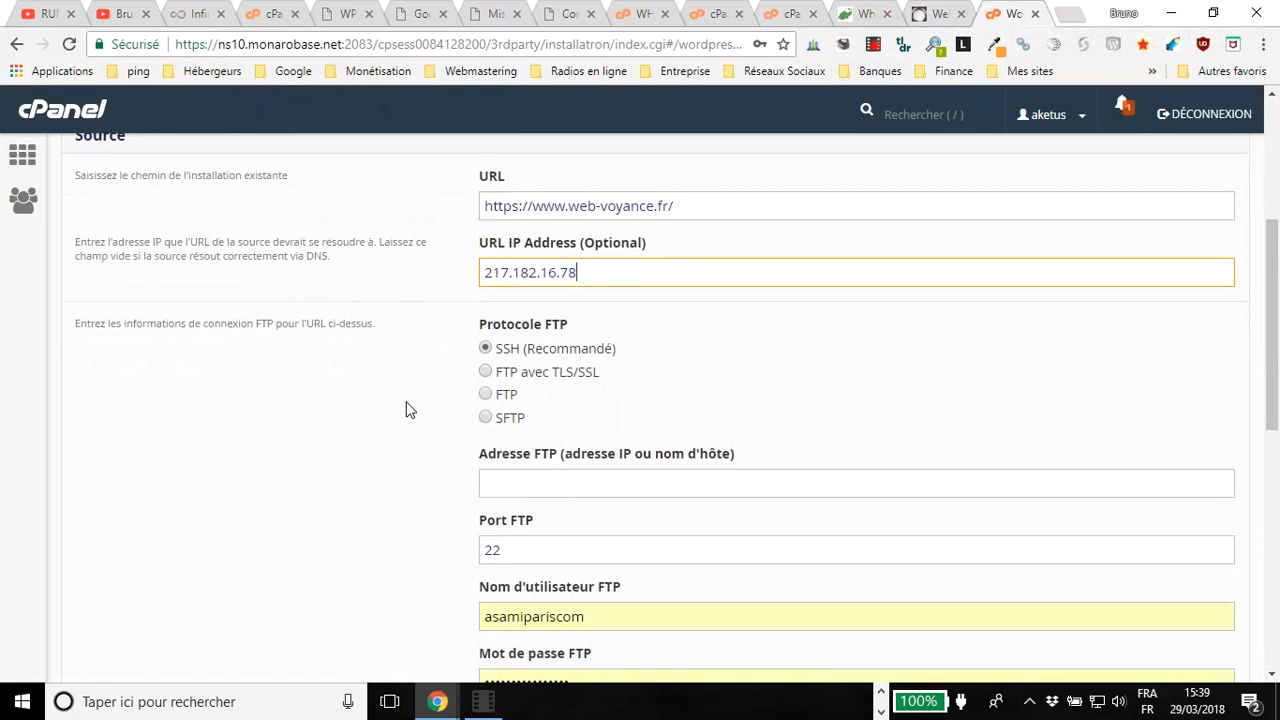 RUN
Bru
Infi
cPa
WP
Goo
Mis
Cor
WH
cPa
cPa
Wh
We
Wo
Bruno
Sécurisé
https://ns10.monarobase.net:2083/cpsess0084128200/3rdparty/installatron/index.cgi#/wordpress...
Applications
ping
Hébergeurs
Google
Monétisation
Webmastering
Radios en ligne
Entreprise
Réseaux Sociaux
Banques
Finance
Mes sites
»
Autres favoris
cPanel
Rechercher ( / )
aketus
1
DÉCONNEXION
Source
Saisissez le chemin de l'installation existante
URL
https://www.web-voyance.fr/
Entrez l'adresse IP que l'URL de la source devrait se résoudre à. Laissez ce
champ vide si la source résout correctement via DNS.
URL IP Address (Optional)
217.182.16.78
Entrez les informations de connexion FTP pour l'URL ci-dessus.
Protocole FTP
SSH (Recommandé)
FTP avec TLS/SSL
FTP
SFTP
Adresse FTP (adresse IP ou nom d'hôte)
Port FTP
22
Nom d'utilisateur FTP
asamipariscom
Mot de passe FTP
Taper ici pour rechercher
100%
FRA
FR
15:39
29/03/2018
2